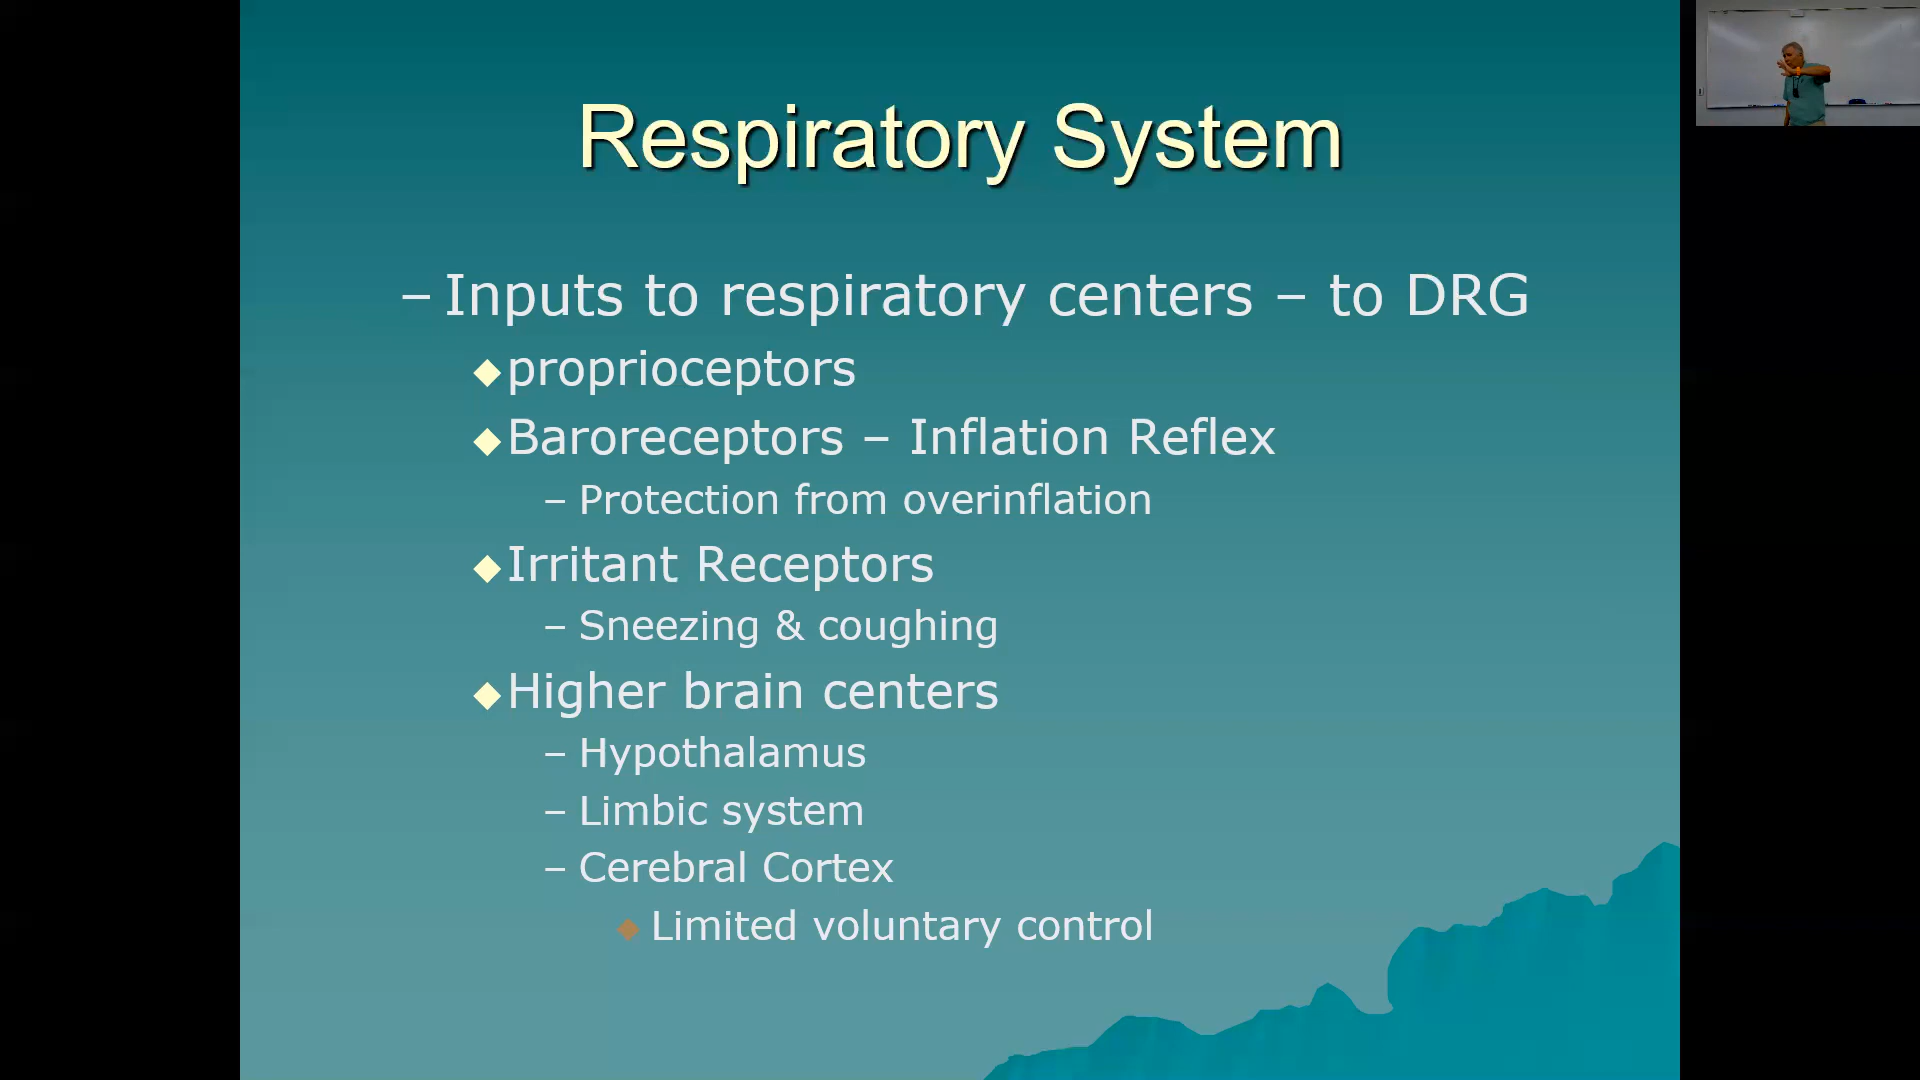 Respiratory System
– Inputs to respiratory centers – to DRG
◆ proprioceptors
◆ Baroreceptors – Inflation Reflex
– Protection from overinflation
◆ Irritant Receptors
– Sneezing & coughing
◆ Higher brain centers
– Hypothalamus
– Limbic system
– Cerebral Cortex
◆ Limited voluntary control